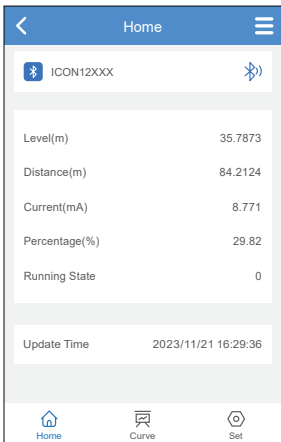 Home
ICON12XXX
Level(m) 35.7873
Distance(m) 84.2124
Current(mA) 8.771
Percentage(%) 29.82
Running State 0
Update Time 2023/11/21 16:29:36
Home Curve Set